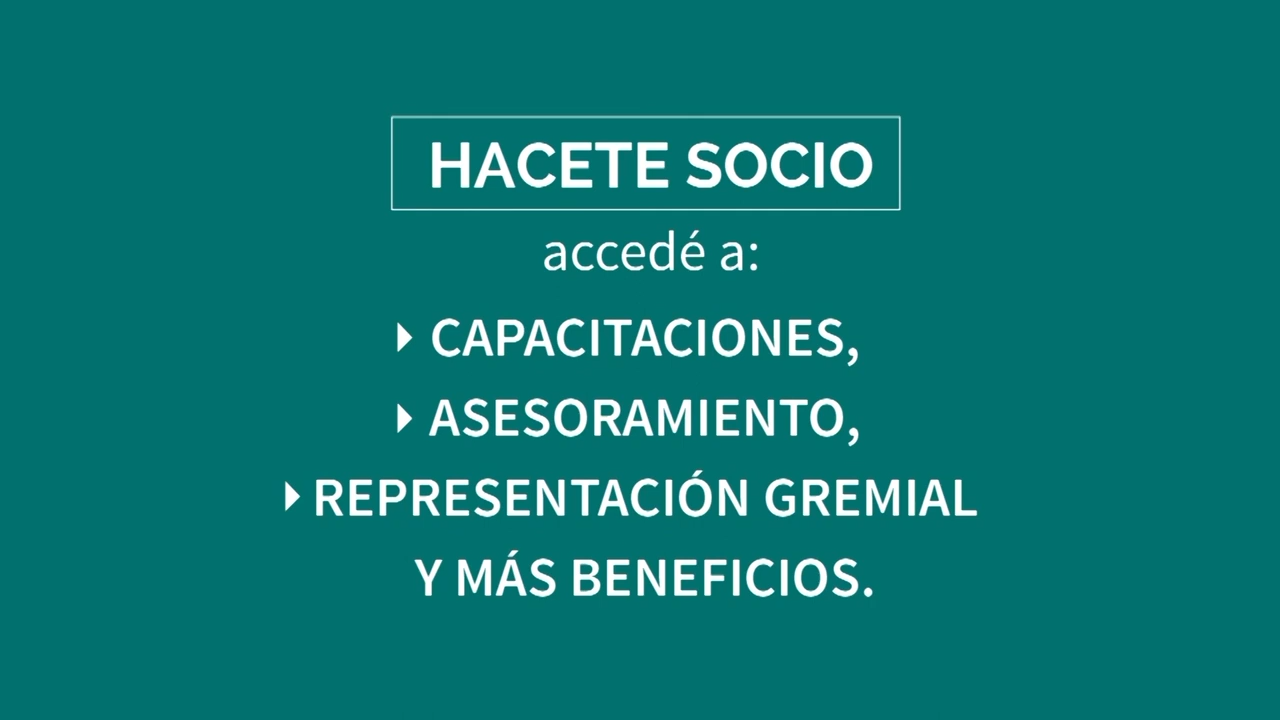 HACETE SOCIO
accedé a:
CAPACITACIONES,
ASESORAMIENTO,
REPRESENTACIÓN GREMIAL
Y MÁS BENEFICIOS.